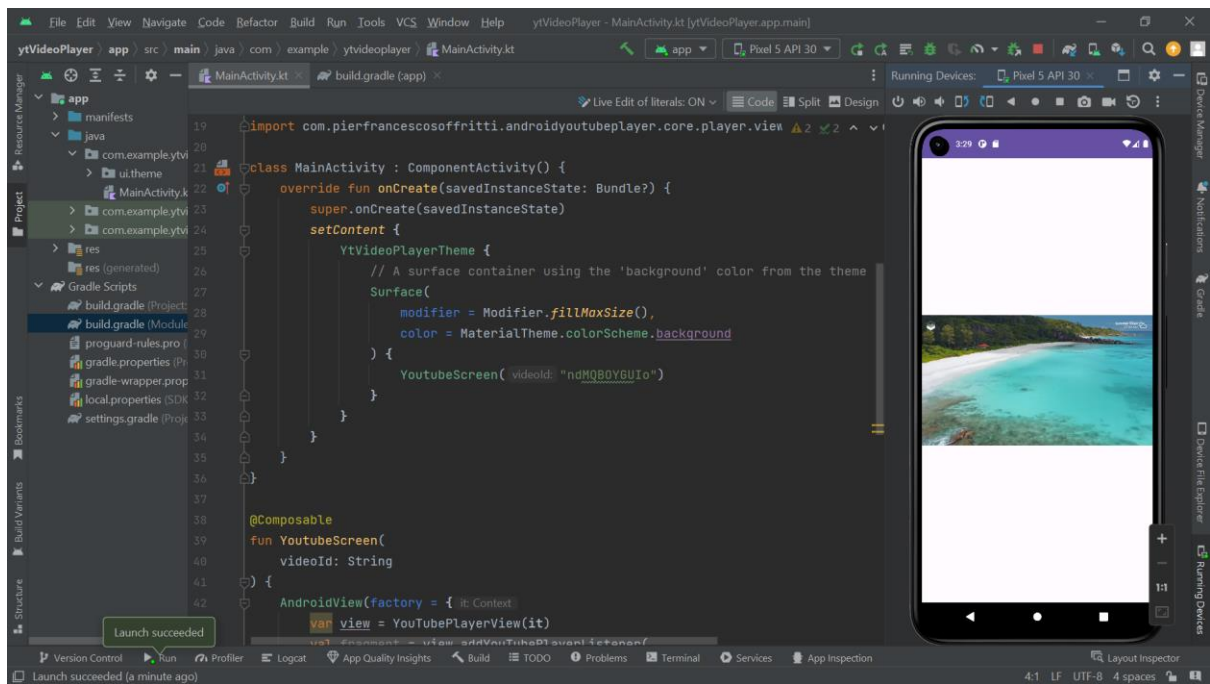 File Edit View Navigate Code Refactor Build Run Tools VCS Window Help ytVideoPlayer - MainActivity.kt [ytVideoPlayer.app.main]
ytVideoPlayer app src main java com example ytvideoplayer MainActivity.kt app Pixel 5 API 30
MainActivity.kt build.gradle (:app) Running Devices: Pixel 5 API 30
Live Edit of literals: ON Code Split Design
Resource Manager
Project
Bookmarks
Build Variants
Structure
app
manifests
java
com.example.ytvi
ui.theme
MainActivity.k
com.example.ytvi
com.example.ytvi
res
res (generated)
Gradle Scripts
build.gradle (Project:
build.gradle (Module
proguard-rules.pro (
gradle.properties (Pr
gradle-wrapper.prop
local.properties (SDK
settings.gradle (Proje
19 import com.pierfrancescosoffritti.androidyoutubeplayer.core.player.view 2 2
20
21 class MainActivity : ComponentActivity() {
22 override fun onCreate(savedInstanceState: Bundle?) {
23 super.onCreate(savedInstanceState)
24 setContent {
25 YtVideoPlayerTheme {
26 // A surface container using the 'background' color from the theme
27 Surface(
28 modifier = Modifier.fillMaxSize(),
29 color = MaterialTheme.colorScheme.background
30 ) {
31 YoutubeScreen( videoId: "ndMQBOYGUIo")
32 }
33 }
34 }
35 }
36 }
37
38 @Composable
39 fun YoutubeScreen(
40 videoId: String
41 ) {
42 AndroidView(factory = { it: Context
var view = YouTubePlayerView(it)
val fragment = view.addYouTubePlayerListener(
3:29
1:1
Device Manager
Notifications
Gradle
Device File Explorer
Running Devices
Launch succeeded
Version Control Run Profiler Logcat App Quality Insights Build TODO Problems Terminal Services App Inspection Layout Inspector
Launch succeeded (a minute ago) 4:1 LF UTF-8 4 spaces